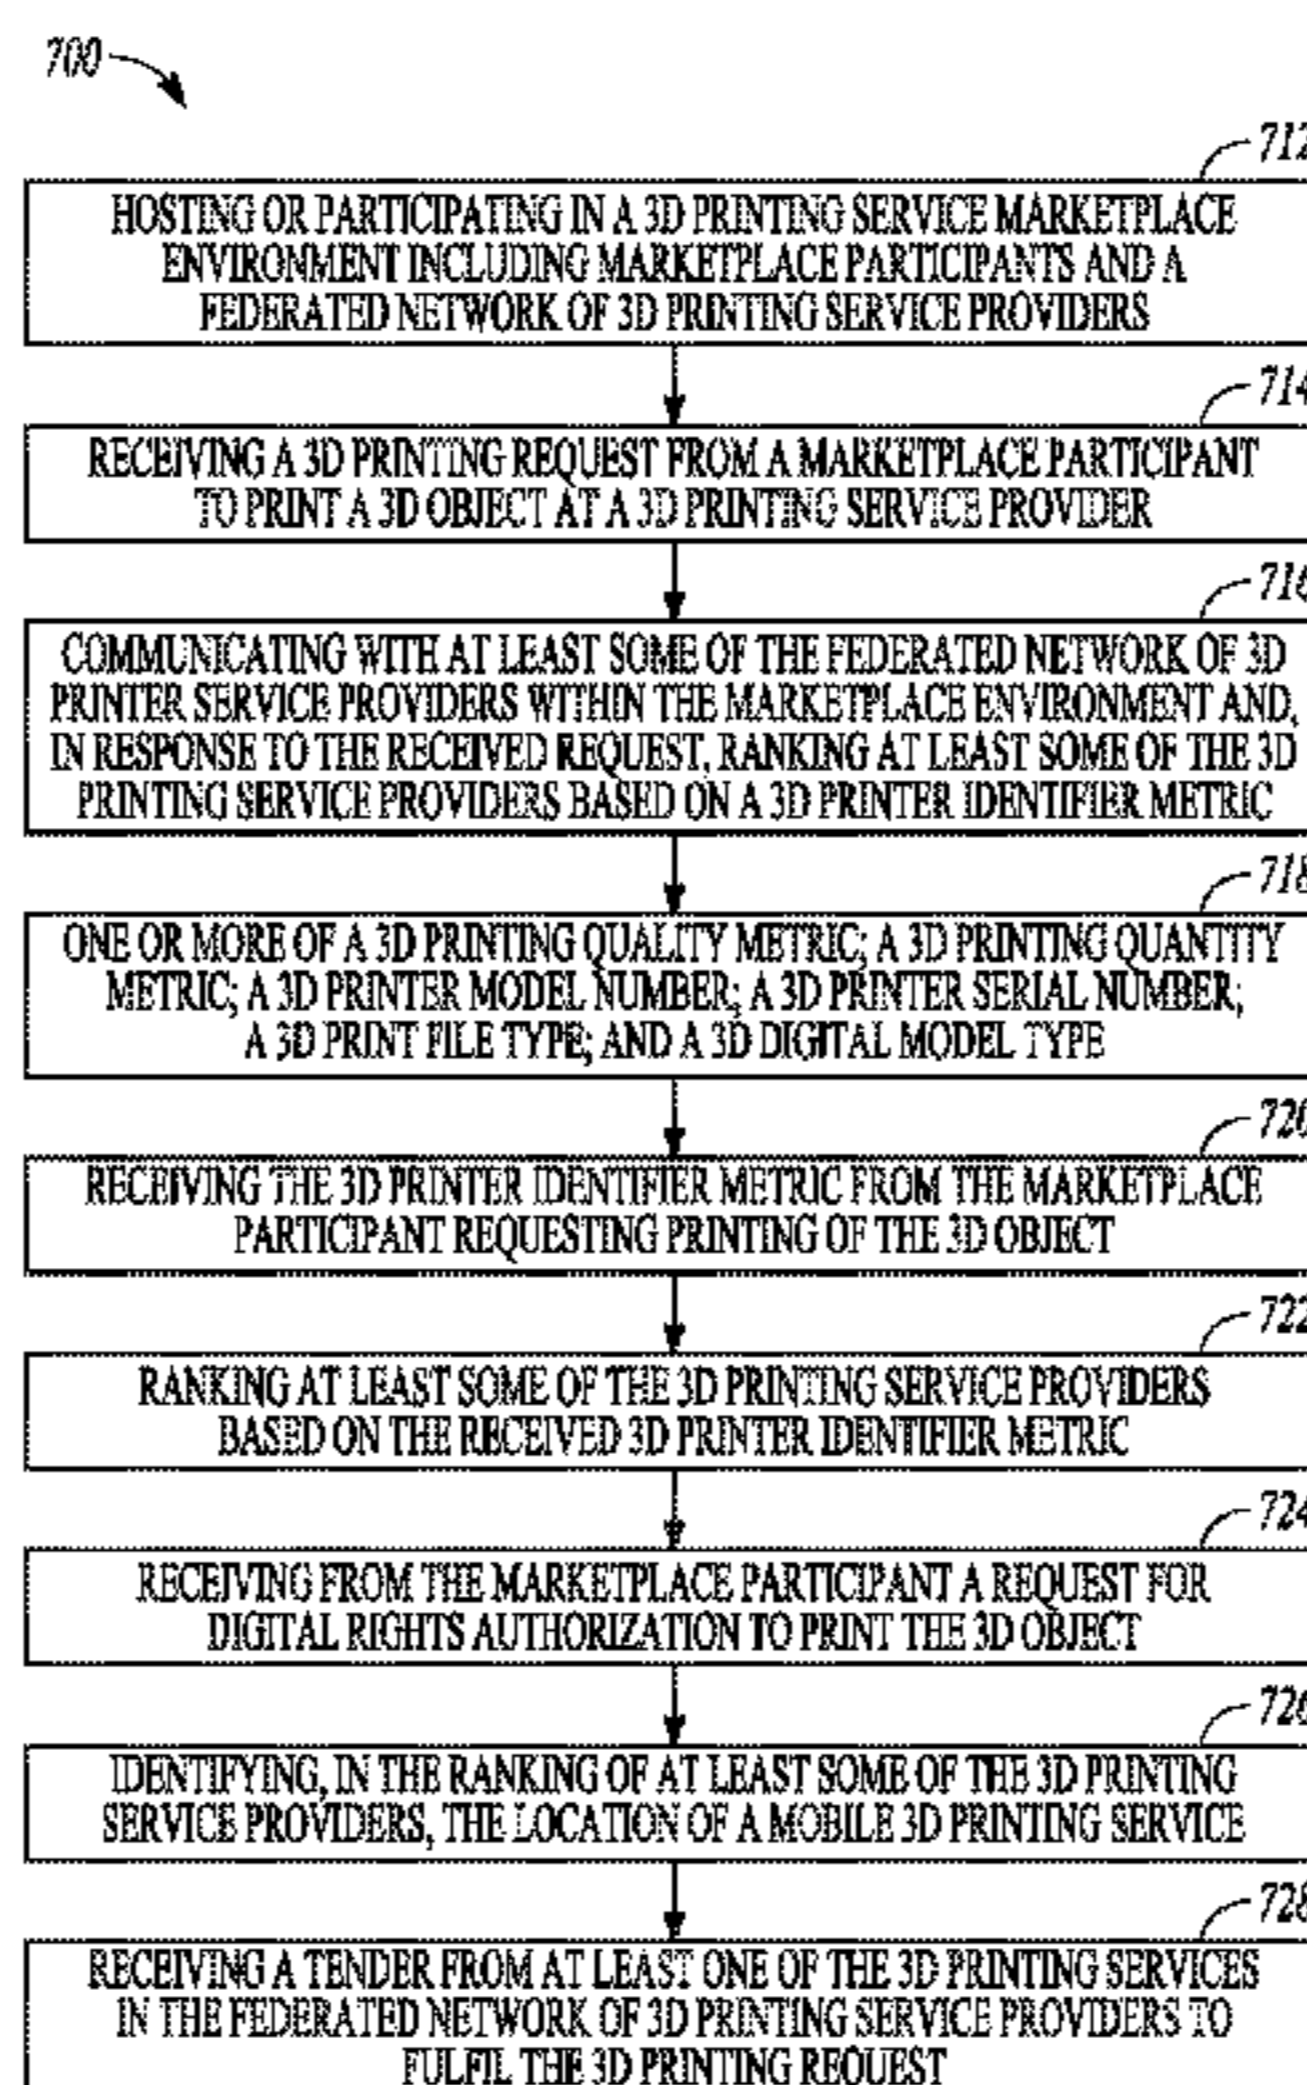 700
712
HOSTING OR PARTICIPATING IN A 3D PRINTING SERVICE MARKETPLACE
ENVIRONMENT INCLUDING MARKETPLACE PARTICIPANTS AND A
FEDERATED NETWORK OF 3D PRINTING SERVICE PROVIDERS
714
RECEIVING A 3D PRINTING REQUEST FROM A MARKETPLACE PARTICIPANT
TO PRINT A 3D OBJECT AT A 3D PRINTING SERVICE PROVIDER
716
COMMUNICATING WITH AT LEAST SOME OF THE FEDERATED NETWORK OF 3D
PRINTER SERVICE PROVIDERS WITHIN THE MARKETPLACE ENVIRONMENT AND,
IN RESPONSE TO THE RECEIVED REQUEST, RANKING AT LEAST SOME OF THE 3D
PRINTING SERVICE PROVIDERS BASED ON A 3D PRINTER IDENTIFIER METRIC
718
ONE OR MORE OF A 3D PRINTING QUALITY METRIC; A 3D PRINTING QUANTITY
METRIC; A 3D PRINTER MODEL NUMBER; A 3D PRINTER SERIAL NUMBER;
A 3D PRINT FILE TYPE; AND A 3D DIGITAL MODEL TYPE
720
RECEIVING THE 3D PRINTER IDENTIFIER METRIC FROM THE MARKETPLACE
PARTICIPANT REQUESTING PRINTING OF THE 3D OBJECT
722
RANKING AT LEAST SOME OF THE 3D PRINTING SERVICE PROVIDERS
BASED ON THE RECEIVED 3D PRINTER IDENTIFIER METRIC
724
RECEIVING FROM THE MARKETPLACE PARTICIPANT A REQUEST FOR
DIGITAL RIGHTS AUTHORIZATION TO PRINT THE 3D OBJECT
726
IDENTIFYING, IN THE RANKING OF AT LEAST SOME OF THE 3D PRINTING
SERVICE PROVIDERS, THE LOCATION OF A MOBILE 3D PRINTING SERVICE
728
RECEIVING A TENDER FROM AT LEAST ONE OF THE 3D PRINTING SERVICES
IN THE FEDERATED NETWORK OF 3D PRINTING SERVICE PROVIDERS TO
FULFIL THE 3D PRINTING REQUEST